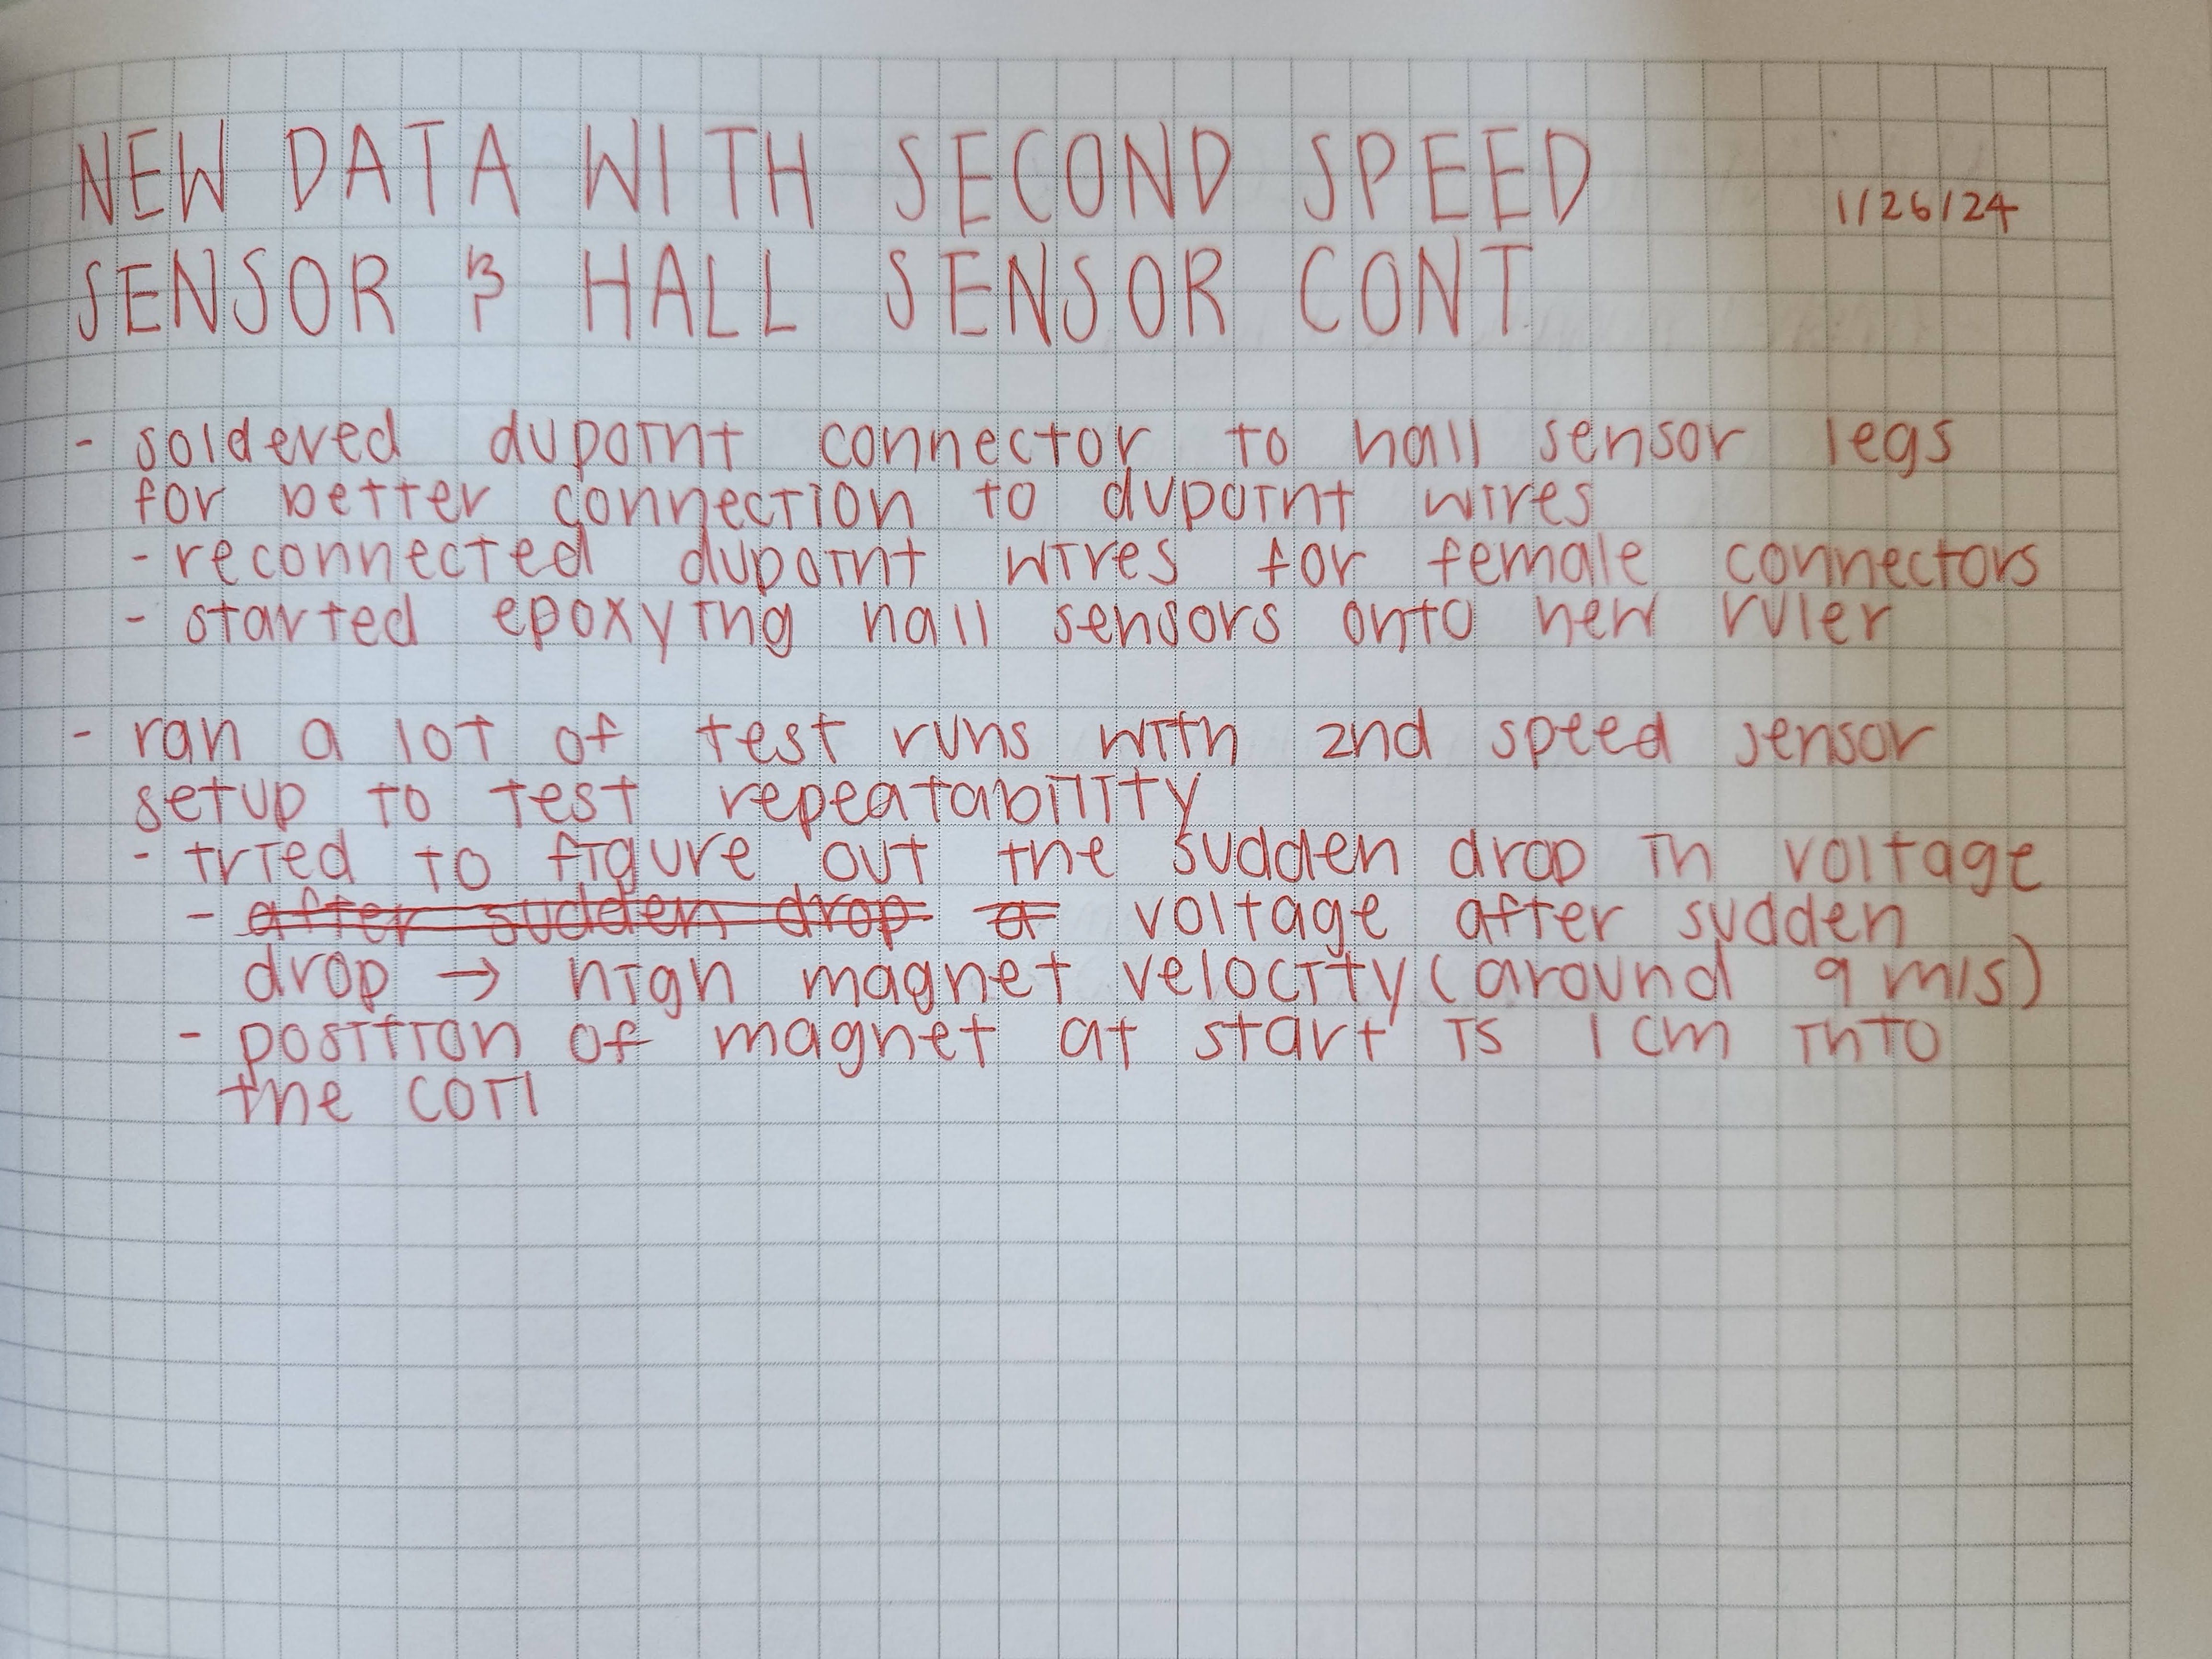 NEW DATA WITH SECOND SPEED
1/26/24
SENSOR & HALL SENSOR CONT
- soldered dupoint connector to hall sensor legs
for better connection to dupoint wires
- reconnected dupoint wires for female connectors
- started epoxying hall sensors onto new ruler
- ran a lot of test runs with 2nd speed sensor
setup to test repeatability
- tried to figure out the sudden drop in voltage
- after sudden drop a voltage after sudden
drop → high magnet velocity (around 9 m/s)
- position of magnet at start is 1 cm into
the coil